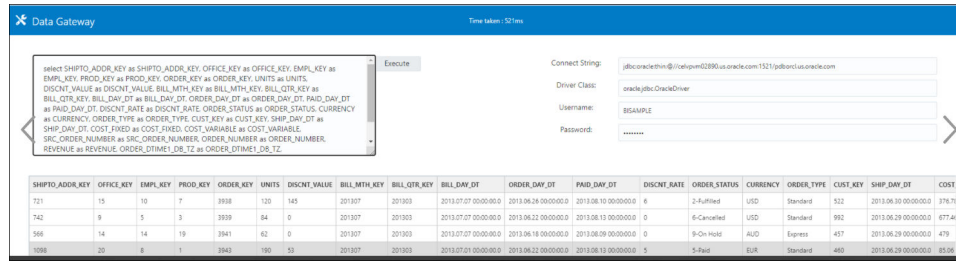 Data Gateway
Time taken : 521ms
select SHIPTO_ADDR_KEY as SHIPTO_ADDR_KEY, OFFICE_KEY as OFFICE_KEY, EMPL_KEY as
EMPL_KEY, PROD_KEY as PROD_KEY, ORDER_KEY as ORDER_KEY, UNITS as UNITS,
DISCNT_VALUE as DISCNT_VALUE, BILL_MTH_KEY as BILL_MTH_KEY, BILL_QTR_KEY as
BILL_QTR_KEY, BILL_DAY_DT as BILL_DAY_DT, ORDER_DAY_DT as ORDER_DAY_DT, PAID_DAY_DT
as PAID_DAY_DT, DISCNT_RATE as DISCNT_RATE, ORDER_STATUS as ORDER_STATUS, CURRENCY
as CURRENCY, ORDER_TYPE as ORDER_TYPE, CUST_KEY as CUST_KEY, SHIP_DAY_DT as
SHIP_DAY_DT, COST_FIXED as COST_FIXED, COST_VARIABLE as COST_VARIABLE,
SRC_ORDER_NUMBER as SRC_ORDER_NUMBER, ORDER_NUMBER as ORDER_NUMBER,
REVENUE as REVENUE, ORDER_DTIME1_DB_TZ as ORDER_DTIME1_DB_TZ,
Execute
Connect String: jdbc:oracle:thin:@//celvpvm02890.us.oracle.com:1521/pdborcl.us.oracle.com
Driver Class: oracle.jdbc.OracleDriver
Username: BISAMPLE
Password: ••••••••
SHIPTO_ADDR_KEY OFFICE_KEY EMPL_KEY PROD_KEY ORDER_KEY UNITS DISCNT_VALUE BILL_MTH_KEY BILL_QTR_KEY BILL_DAY_DT ORDER_DAY_DT PAID_DAY_DT DISCNT_RATE ORDER_STATUS CURRENCY ORDER_TYPE CUST_KEY SHIP_DAY_DT COST
721 15 10 7 3938 120 145 201307 201303 2013.07.07 00:00:00.0 2013.06.26 00:00:00.0 2013.08.10 00:00:00.0 6 2-Fulfilled USD Standard 522 2013.06.30 00:00:00.0 376.78
742 9 5 3 3939 84 0 201307 201303 2013.07.07 00:00:00.0 2013.06.22 00:00:00.0 2013.08.13 00:00:00.0 0 6-Cancelled USD Standard 992 2013.06.29 00:00:00.0 677.46
566 14 14 19 3941 62 0 201307 201303 2013.07.07 00:00:00.0 2013.06.18 00:00:00.0 2013.08.09 00:00:00.0 0 9-On Hold AUD Express 457 2013.06.29 00:00:00.0 479
1098 20 8 1 3943 190 53 201307 201303 2013.07.01 00:00:00.0 2013.06.22 00:00:00.0 2013.08.13 00:00:00.0 5 5-Paid EUR Standard 460 2013.06.29 00:00:00.0 85.06